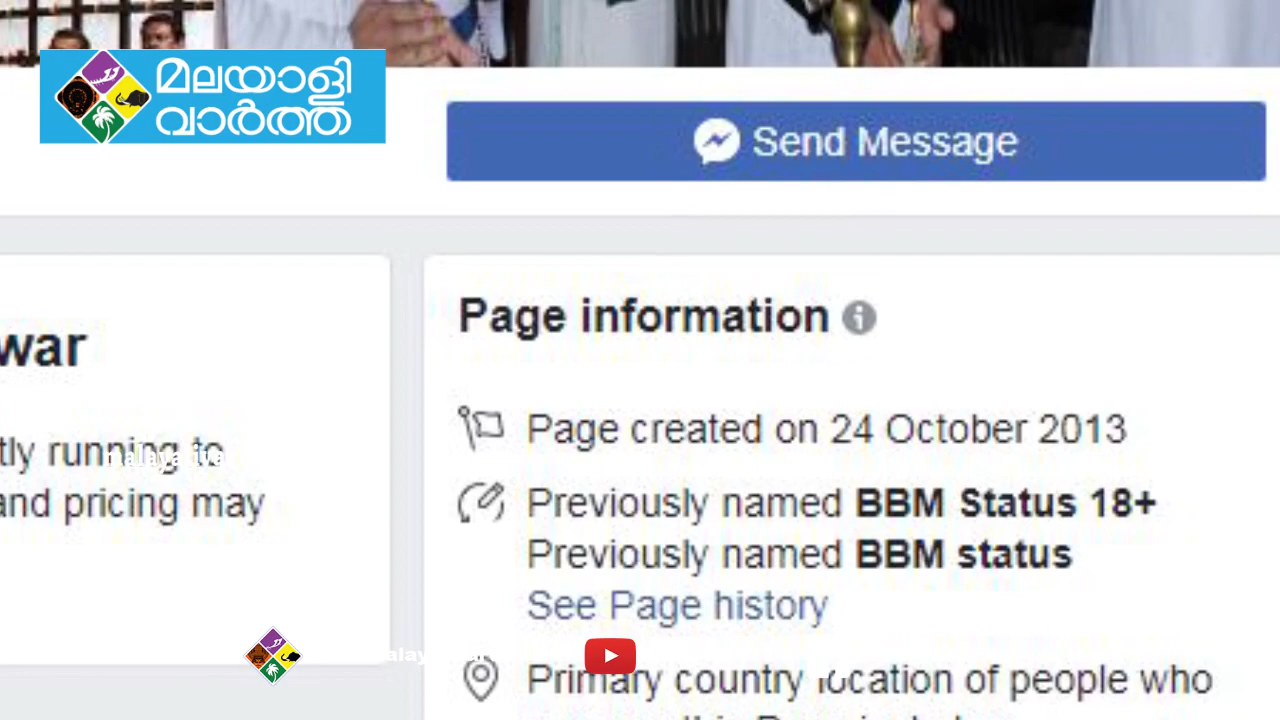 മലയാളി
വാർത്ത
Send Message
Page information
war
Page created on 24 October 2013
tly running to
and pricing may
Previously named BBM Status 18+
Previously named BBM status
See Page history
Primary country location of people who